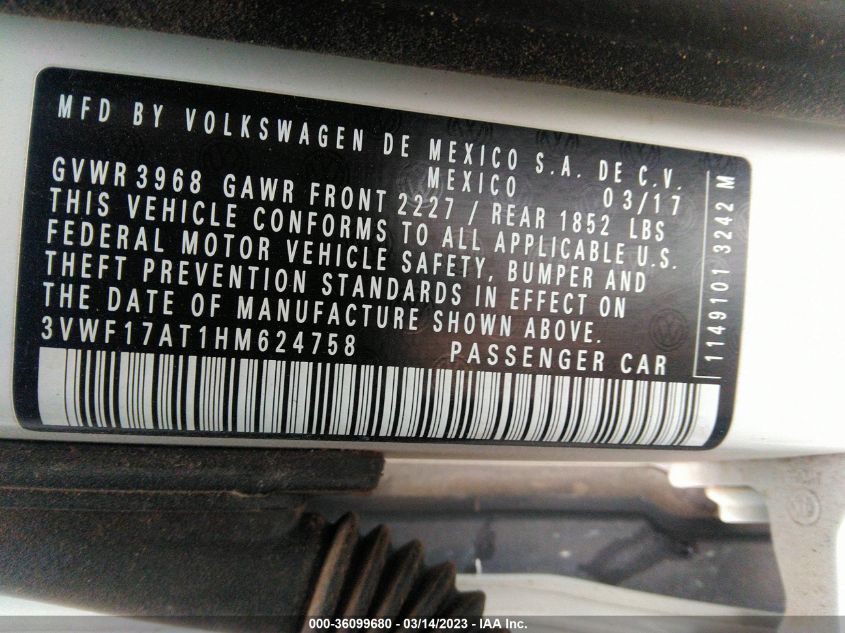 MFD BY VOLKSWAGEN DE MEXICO S.A. DE C.V.
MEXICO 03/17
GVWR 3968 GAWR FRONT 2227 / REAR 1852 LBS
THIS VEHICLE CONFORMS TO ALL APPLICABLE U.S.
FEDERAL MOTOR VEHICLE SAFETY, BUMPER AND
THEFT PREVENTION STANDARDS IN EFFECT ON
THE DATE OF MANUFACTURE SHOWN ABOVE.
3VWF17AT1HM624758 PASSENGER CAR
1149101 3242 M
000-36099680 - 03/14/2023 - IAA Inc.